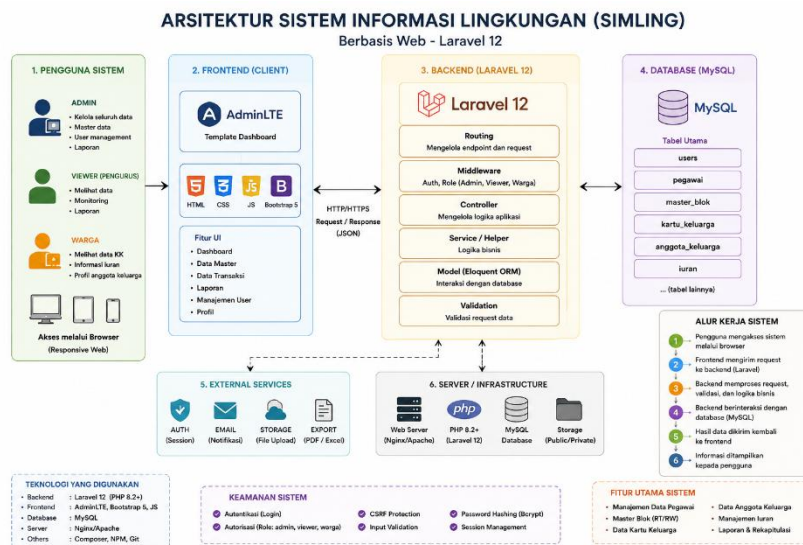 ARSITEKTUR SISTEM INFORMASI LINGKUNGAN (SIMLING)
Berbasis Web - Laravel 12
1. PENGGUNA SISTEM
ADMIN
• Kelola seluruh data
• Master data
• User management
• Laporan
VIEWER (PENGURUS)
• Melihat data
• Monitoring
• Laporan
WARGA
• Melihat data KK
• Informasi iuran
• Profil anggota keluarga
Akses melalui Browser
(Responsive Web)
2. FRONTEND (CLIENT)
A AdminLTE
Template Dashboard
5 3 JS B
HTML CSS JS Bootstrap 5
Fitur UI
• Dashboard
• Data Master
• Data Transaksi
• Laporan
• Manajemen User
• Profil
HTTP/HTTPS
Request / Response
(JSON)
3. BACKEND (LARAVEL 12)
Laravel 12
Routing
Mengelola endpoint dan request
Middleware
Auth, Role (Admin, Viewer, Warga)
Controller
Mengelola logika aplikasi
Service / Helper
Logika bisnis
Model (Eloquent ORM)
Interaksi dengan database
Validation
Validasi request data
4. DATABASE (MySQL)
MySQL
Tabel Utama
users
pegawai
master_blok
kartu_keluarga
anggota_keluarga
iuran
... (tabel lainnya)
5. EXTERNAL SERVICES
AUTH
(Session)
EMAIL
(Notifikasi)
STORAGE
(File Upload)
EXPORT
(PDF / Excel)
6. SERVER / INFRASTRUCTURE
Web Server
(Nginx/Apache)
php
PHP 8.2+
(Laravel 12)
MySQL
Database
Storage
(Public/Private)
ALUR KERJA SISTEM
1 Pengguna mengakses sistem
melalui browser
2 Frontend mengirim request
ke backend (Laravel)
3 Backend memproses request,
validasi, dan logika bisnis
4 Backend berinteraksi dengan
database (MySQL)
5 Hasil data dikirim kembali
ke frontend
6 Informasi ditampilkan
kepada pengguna
TEKNOLOGI YANG DIGUNAKAN
• Backend : Laravel 12 (PHP 8.2+)
• Frontend : AdminLTE, Bootstrap 5, JS
• Database : MySQL
• Server : Nginx/Apache
• Others : Composer, NPM, Git
KEAMANAN SISTEM
Autentikasi (Login)
Autorisasi (Role: admin, viewer, warga)
CSRF Protection
Input Validation
Password Hashing (Bcrypt)
Session Management
FITUR UTAMA SISTEM
• Manajemen Data Pegawai
• Master Blok (RT/RW)
• Data Kartu Keluarga
• Data Anggota Keluarga
• Manajemen Iuran
• Laporan & Rekapitulasi